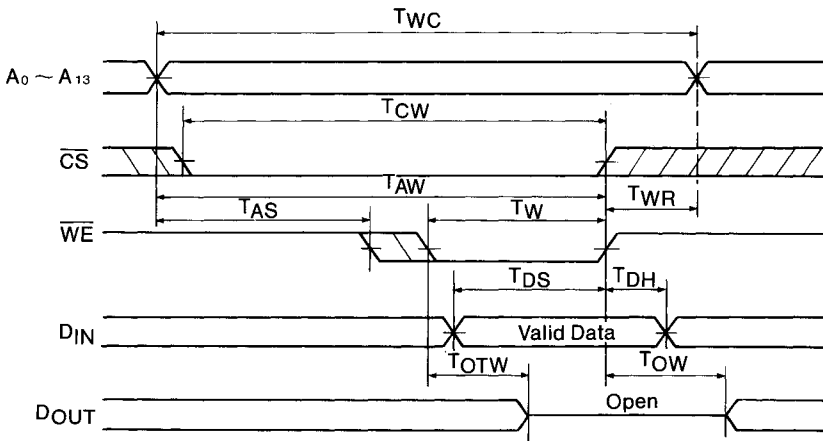 TWC
A0 ~ A13
TCW
CS
TAW
TAS
TW
TWR
WE
TDS
TDH
DIN
Valid Data
TOTW
TOW
DOUT
Open